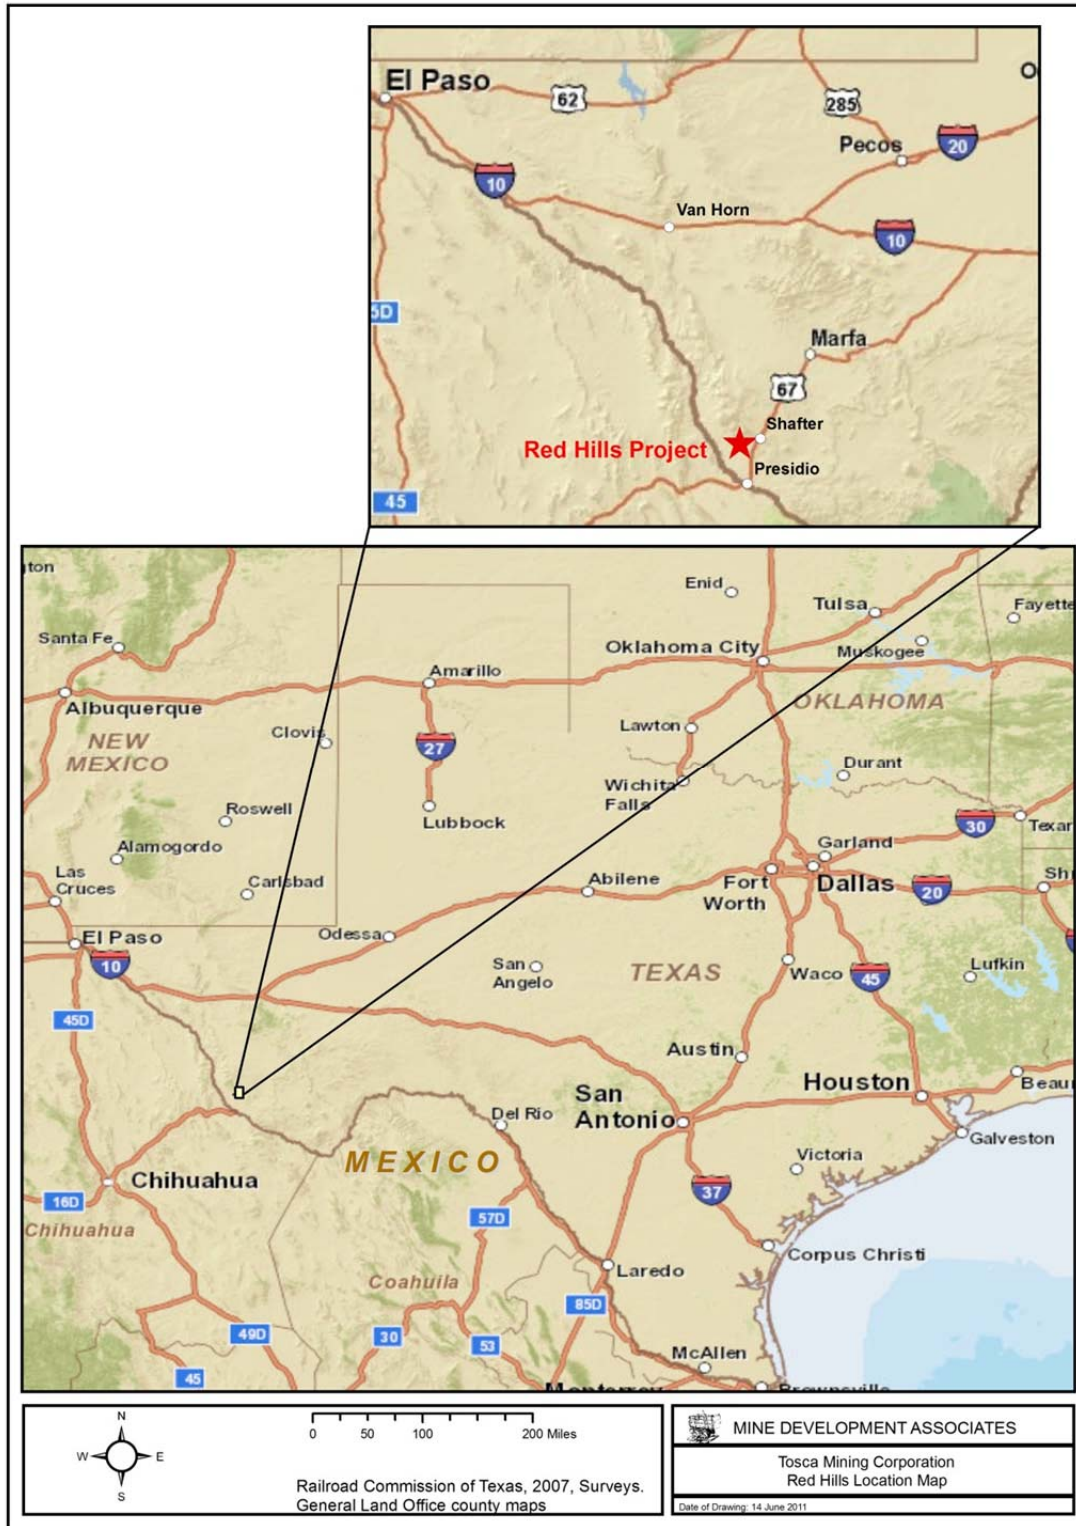 El Paso
62
285
O
Pecos
20
10
Van Horn
10
5D
Marfa
67
Shafter
Red Hills Project
Presidio
45
ton
Enid
Tulsa
Fayette
Santa Fe
Oklahoma City
Muskogee
Amarillo
Albuquerque
OKLAHOMA
NEW
MEXICO
Clovis
27
Lawton
Durant
Wichita
Falls
Roswell
Lubbock
30
Texar
Alamogordo
Garland
Las
Cruces
Carlsbad
Abilene
Fort
Worth
Dallas
20
Shr
El Paso
Odessa
10
San
Angelo
TEXAS
Waco
45
Lufkin
45D
Austin
San
Antonio
Houston
Beaum
Del Rio
Galveston
MEXICO
Victoria
Chihuahua
37
16D
Chihuahua
57D
Corpus Christi
Laredo
Coahuila
85D
49D
30
53
McAllen
45
Monterrey
Brownsville
N
W
E
S
0 50 100 200 Miles
Railroad Commission of Texas, 2007, Surveys.
General Land Office county maps
MINE DEVELOPMENT ASSOCIATES
Tosca Mining Corporation
Red Hills Location Map
Date of Drawing: 14 June 2011